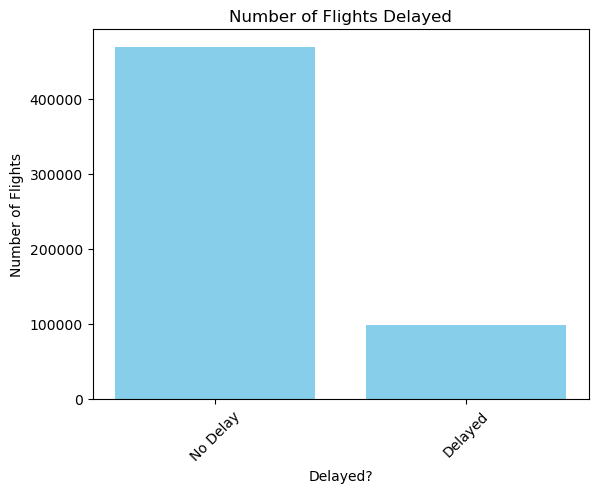 Number of Flights Delayed
Number of Flights
400000
300000
200000
100000
0
No Delay
Delayed
Delayed?